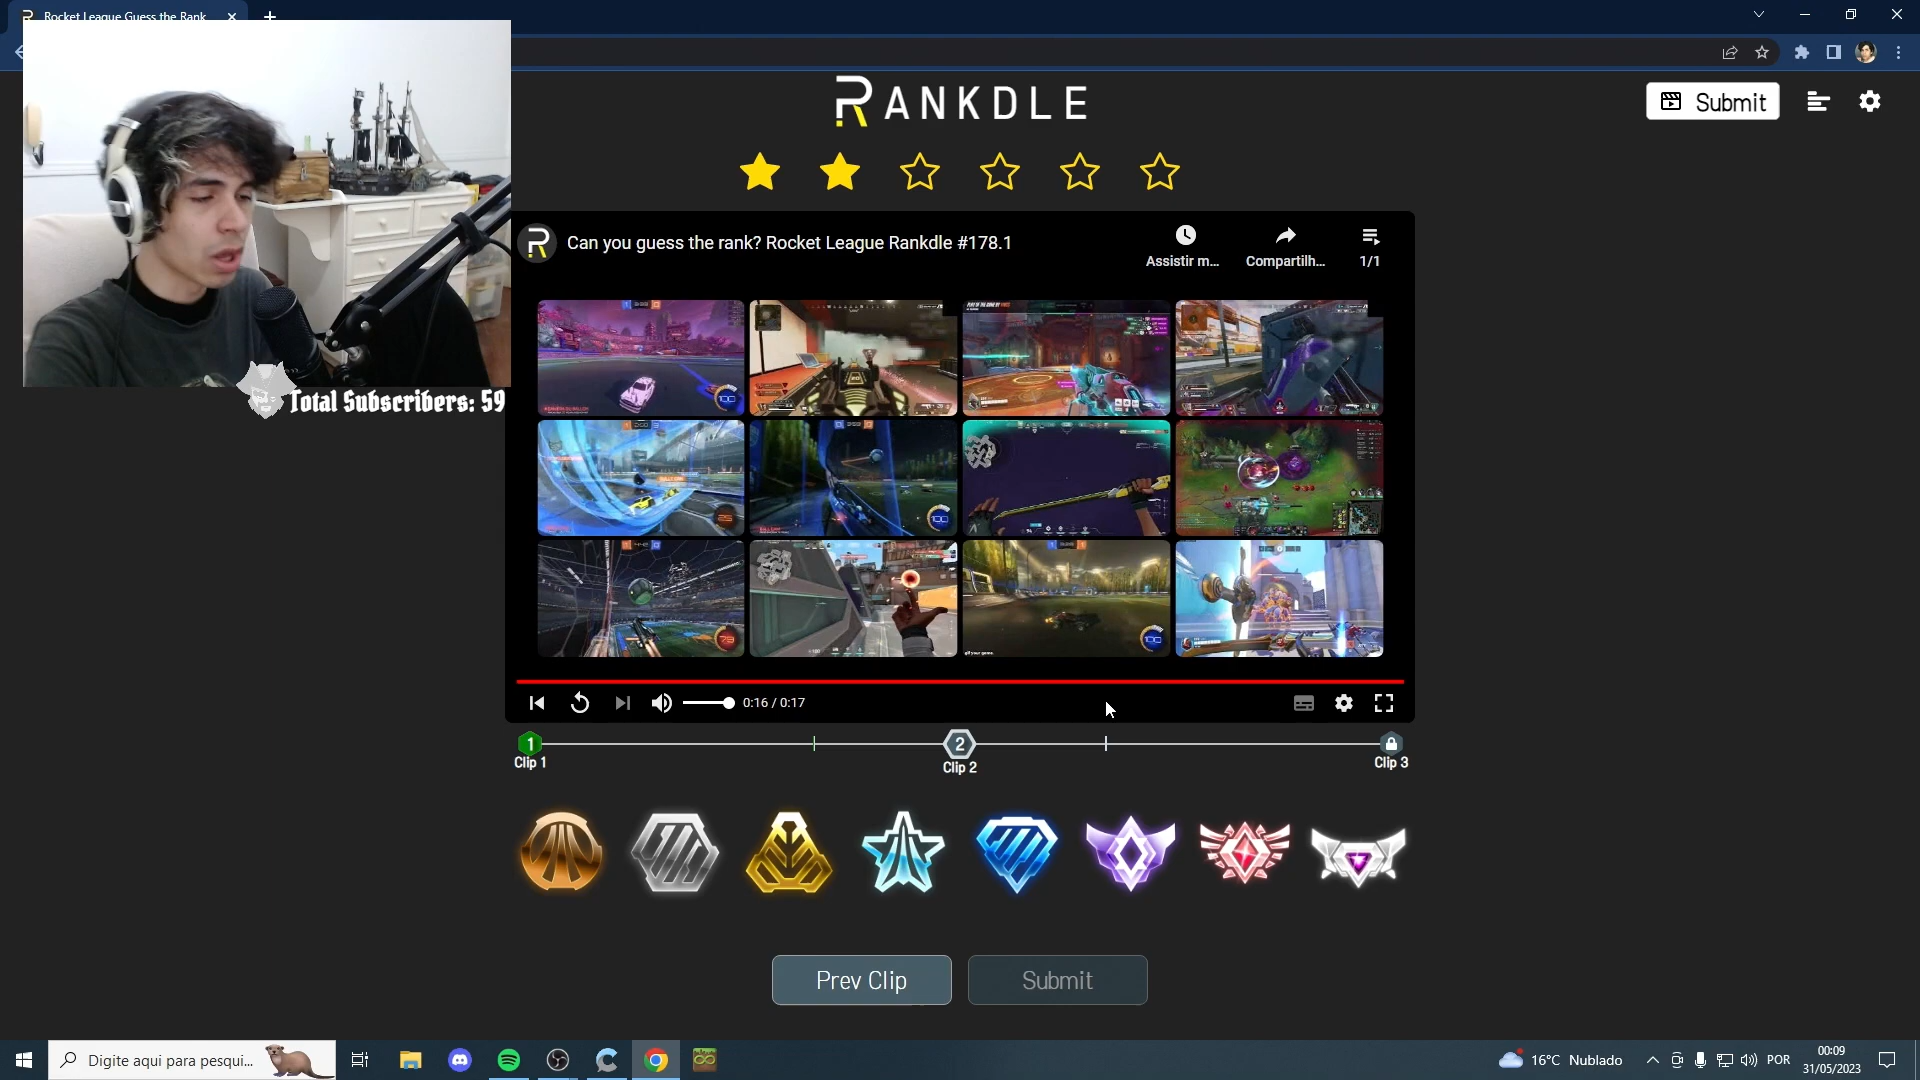 Rocket League Guess the Rank
RANKDLE
Submit
Can you guess the rank? Rocket League Rankdle #178.1
Assistir m...
Compartilh...
1/1
Total Subscribers: 59
0:16 / 0:17
1
2
Clip 1
Clip 2
Clip 3
Prev Clip
Submit
Digite aqui para pesqui...
16°C Nublado
POR
00:09
31/05/2023